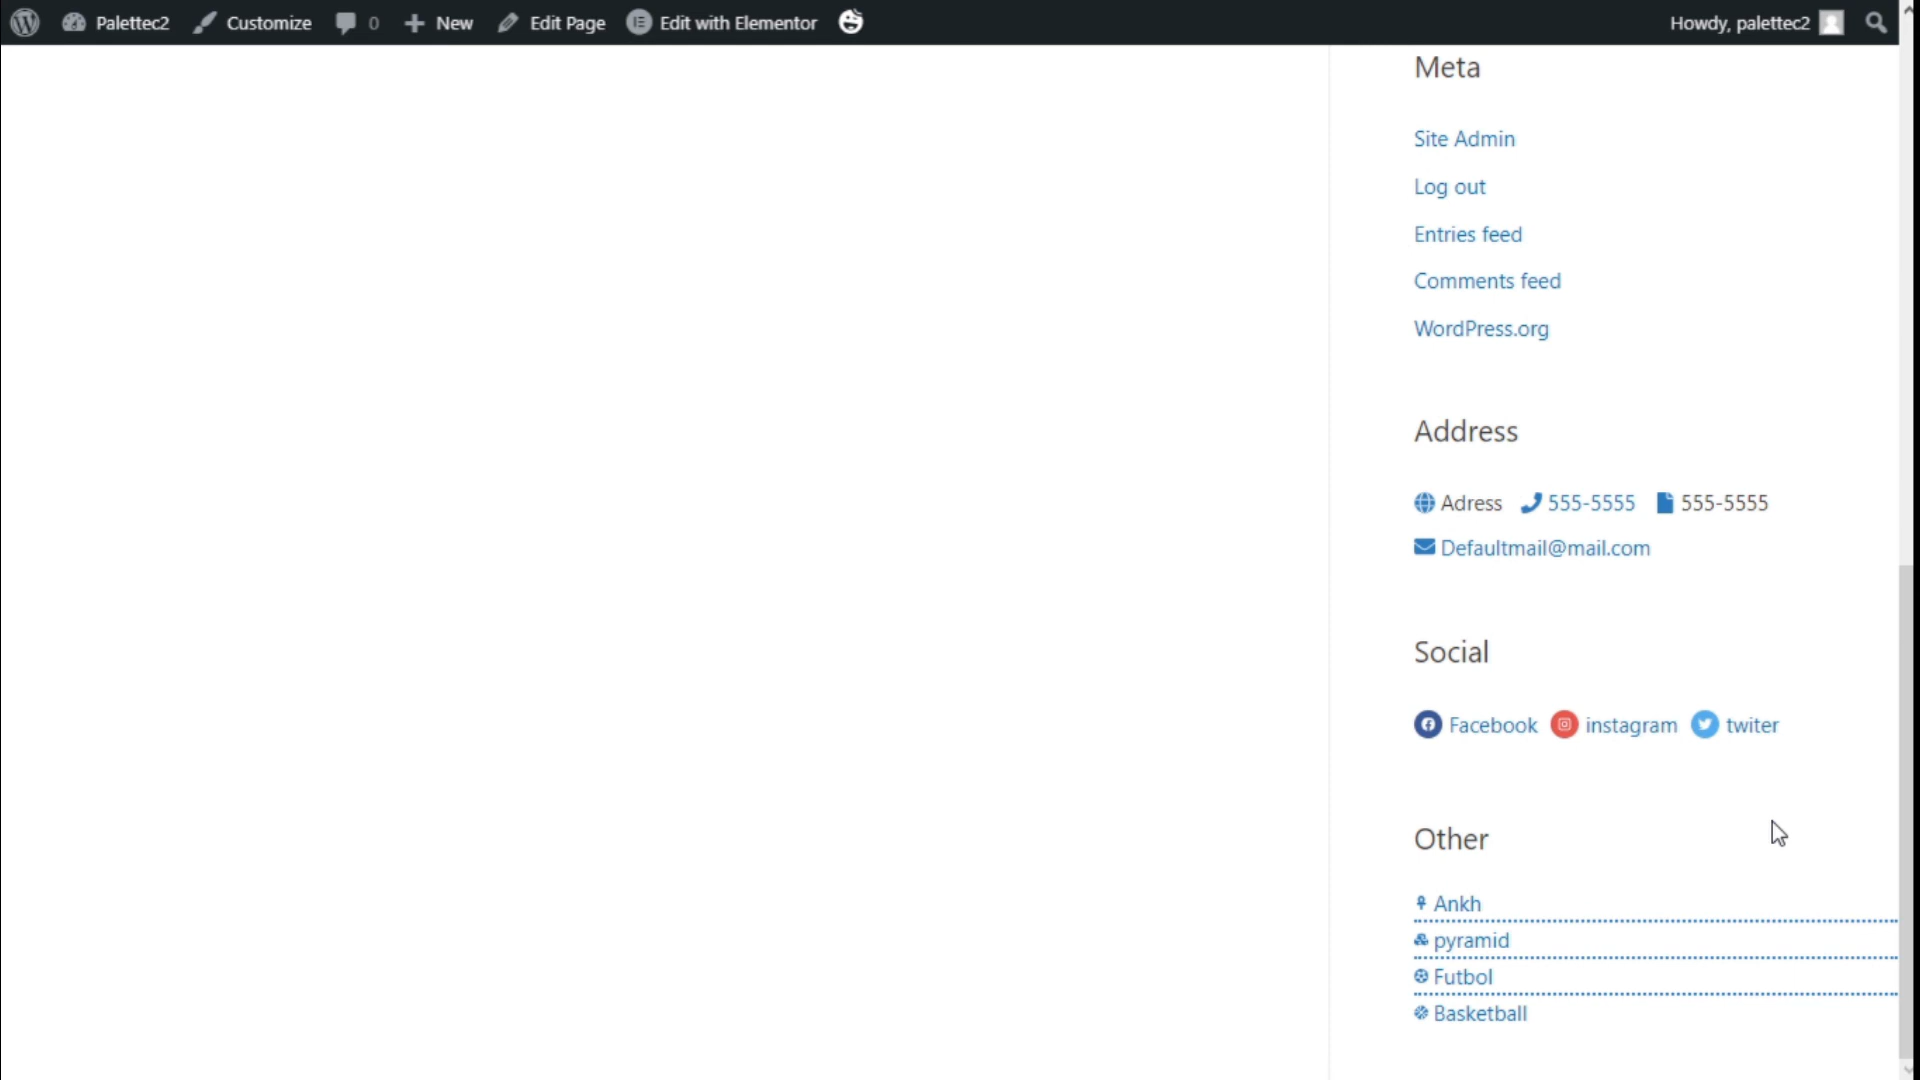 Palettec2 Customize 0 New Edit Page Edit with Elementor Howdy, palettec2
Meta
Site Admin
Log out
Entries feed
Comments feed
WordPress.org
Address
Adress 555-5555 555-5555
Defaultmail@mail.com
Social
Facebook instagram twiter
Other
Ankh
pyramid
Futbol
Basketball